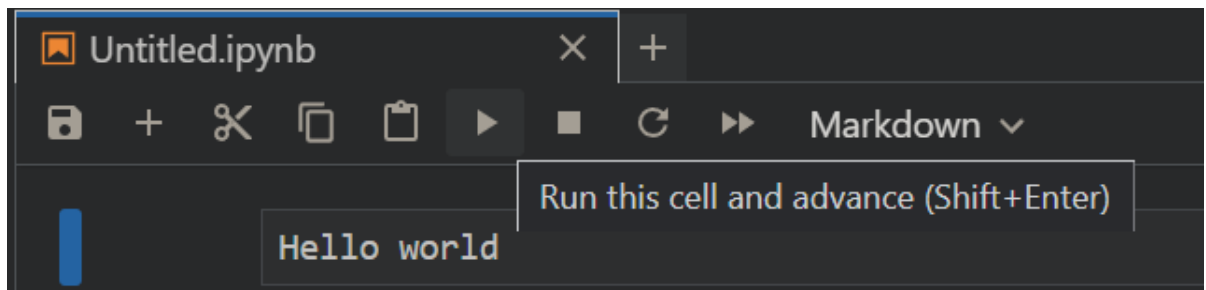 Untitled.ipynb
Markdown
Run this cell and advance (Shift+Enter)
Hello world